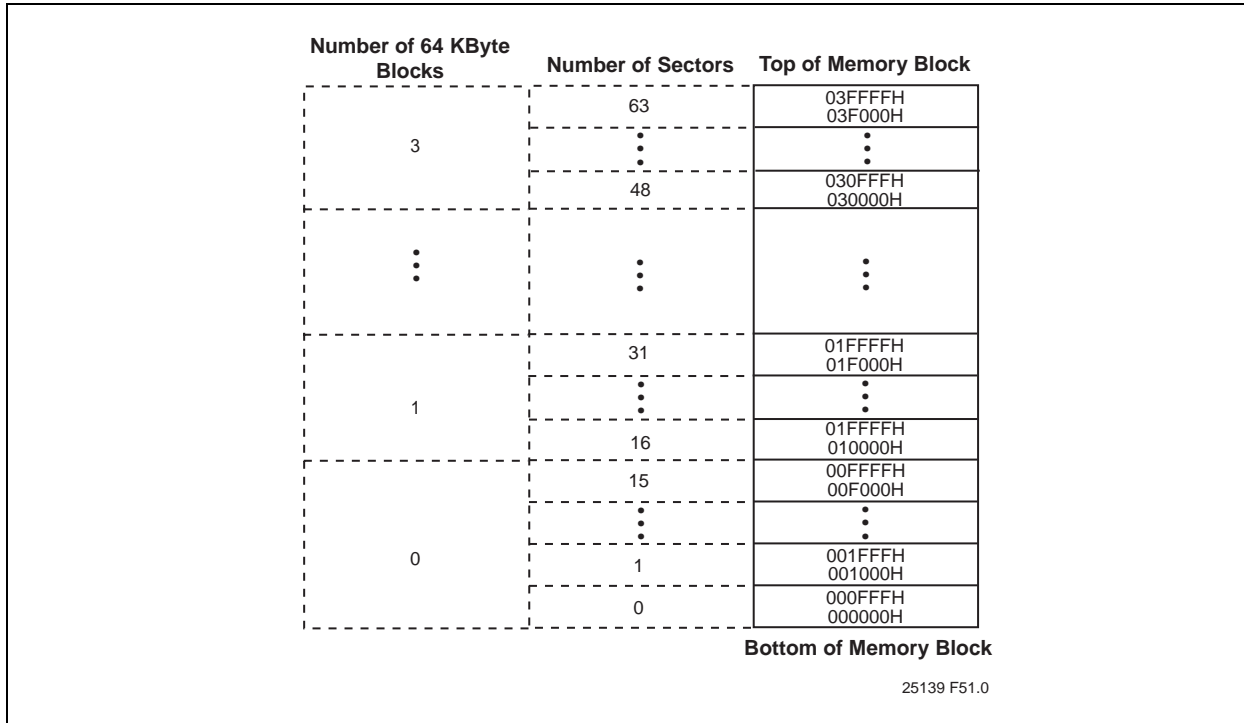 Number of 64 KByte
Blocks
Number of Sectors
Top of Memory Block
3
63
03FFFFH
03F000H
48
030FFFH
030000H
1
31
01FFFFH
01F000H
16
01FFFFH
010000H
0
15
00FFFFH
00F000H
1
001FFFH
001000H
0
000FFFH
000000H
Bottom of Memory Block
25139 F51.0